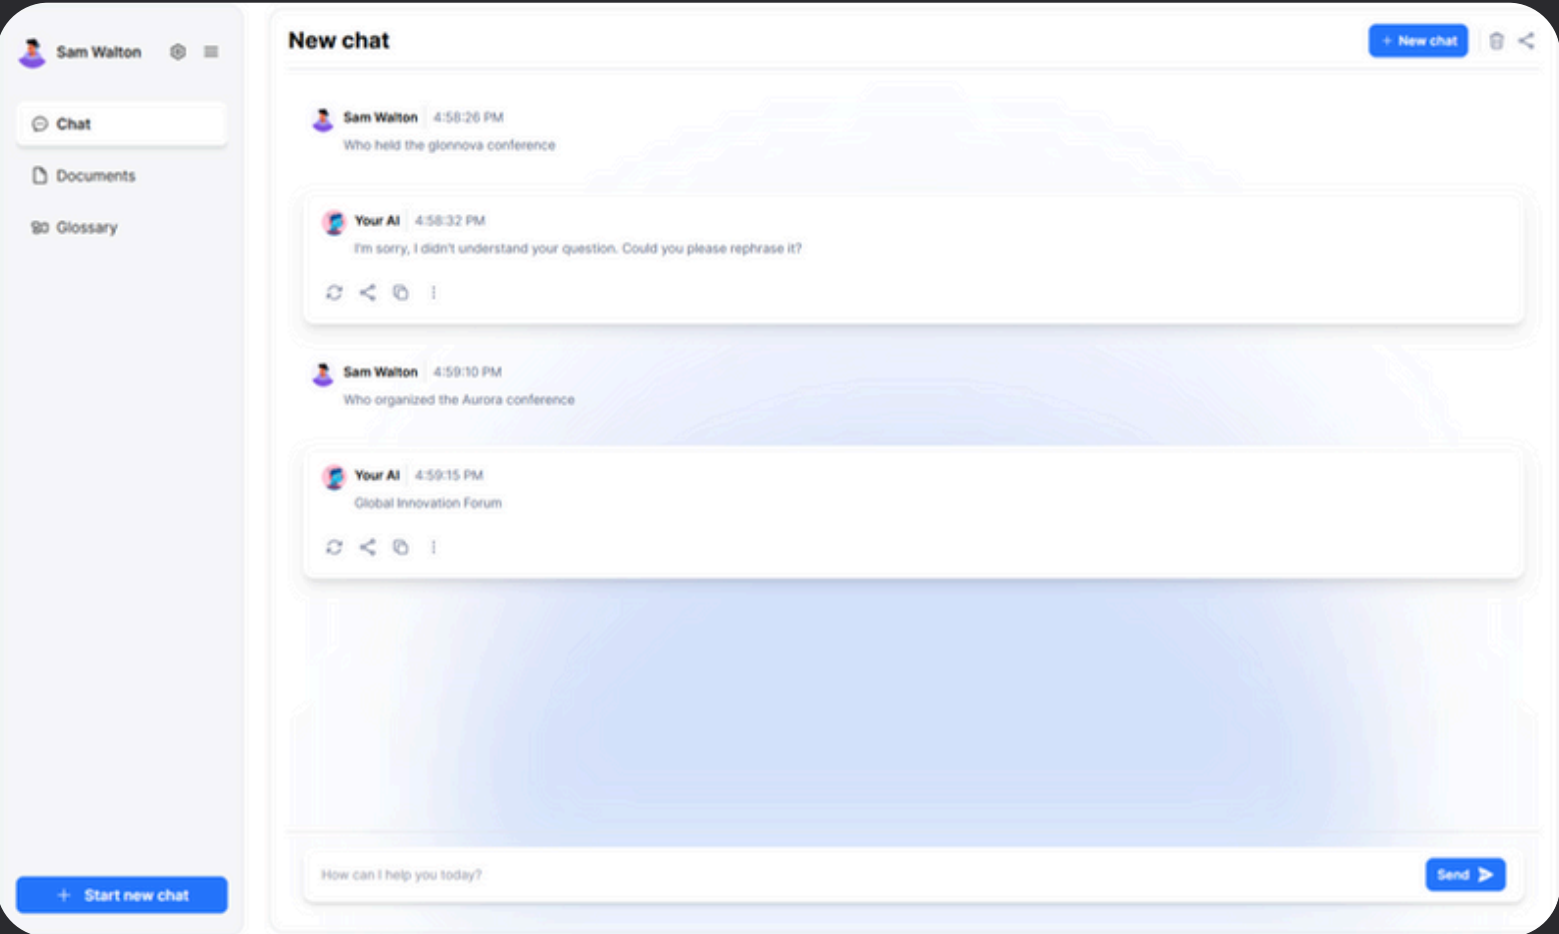 Sam Walton
Chat
Documents
Glossary
+ Start new chat
New chat
+ New chat
Sam Walton 4:58:26 PM
Who held the glonnova conference
Your AI 4:58:32 PM
I'm sorry, I didn't understand your question. Could you please rephrase it?
Sam Walton 4:59:10 PM
Who organized the Aurora conference
Your AI 4:59:15 PM
Global Innovation Forum
How can I help you today?
Send